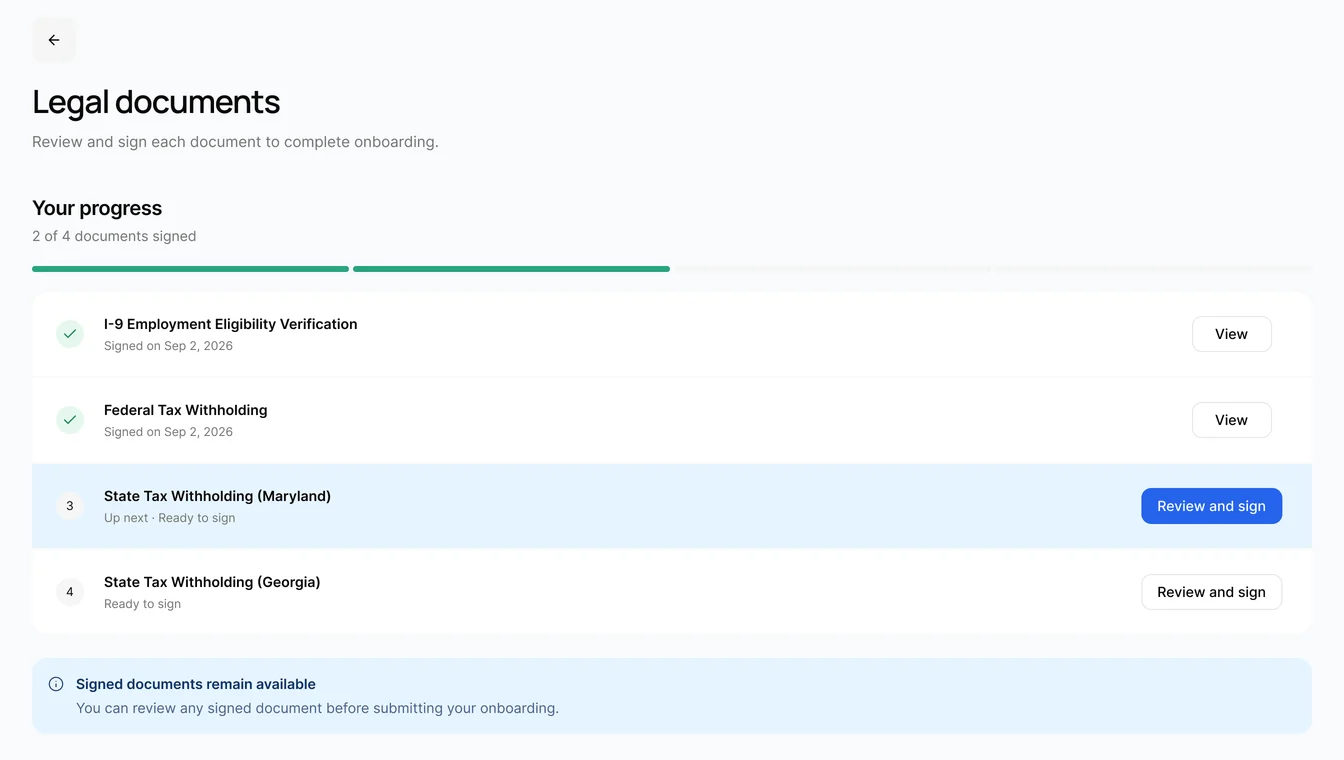 Legal documents
Review and sign each document to complete onboarding.
Your progress
2 of 4 documents signed
I-9 Employment Eligibility Verification
Signed on Sep 2, 2026
View
Federal Tax Withholding
Signed on Sep 2, 2026
View
3
State Tax Withholding (Maryland)
Up next · Ready to sign
Review and sign
4
State Tax Withholding (Georgia)
Ready to sign
Review and sign
Signed documents remain available
You can review any signed document before submitting your onboarding.